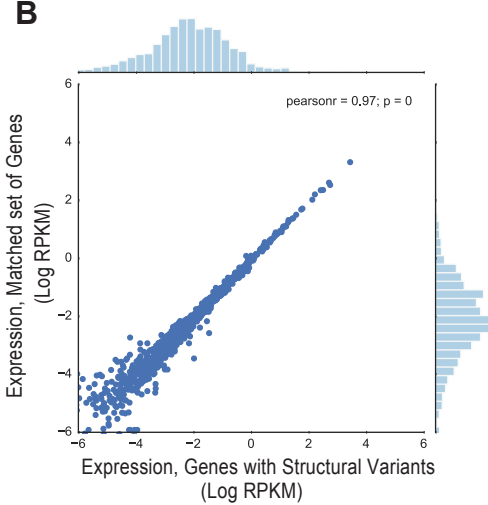 B
pearsonr = 0.97; p = 0
Expression, Matched set of Genes
(Log RPKM)
6
4
2
0
−2
−4
−6
−6 −4 −2 0 2 4 6
Expression, Genes with Structural Variants
(Log RPKM)